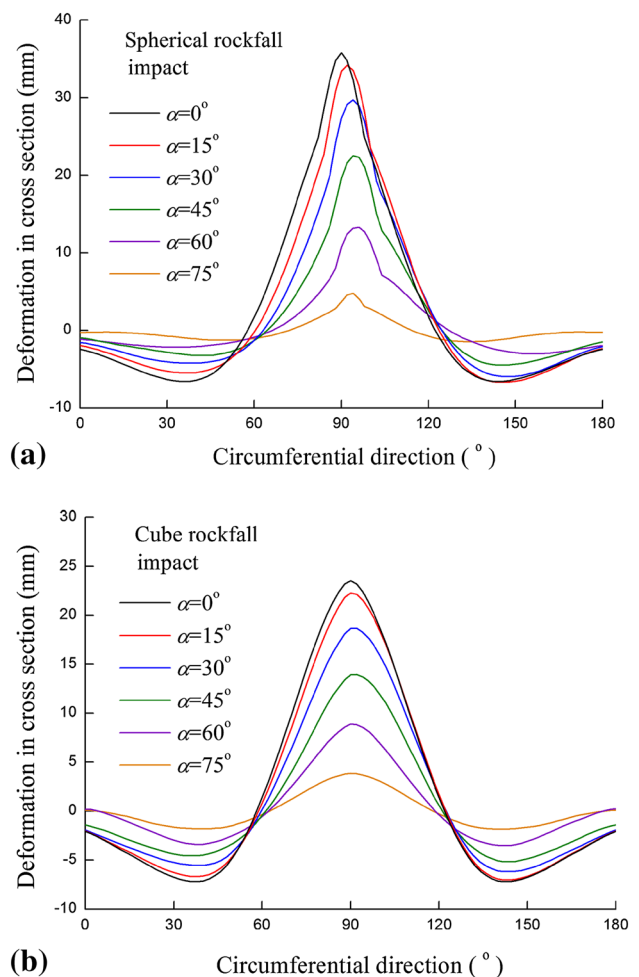 40
30
20
10
0
-10
Deformation in cross section (mm)
Spherical rockfall
impact
α=0°
α=15°
α=30°
α=45°
α=60°
α=75°
0 30 60 90 120 150 180
(a) Circumferential direction ( ° )
30
25
20
15
10
5
0
-5
-10
Deformation in cross section (mm)
Cube rockfall
impact
α=0°
α=15°
α=30°
α=45°
α=60°
α=75°
0 30 60 90 120 150 180
(b) Circumferential direction ( ° )